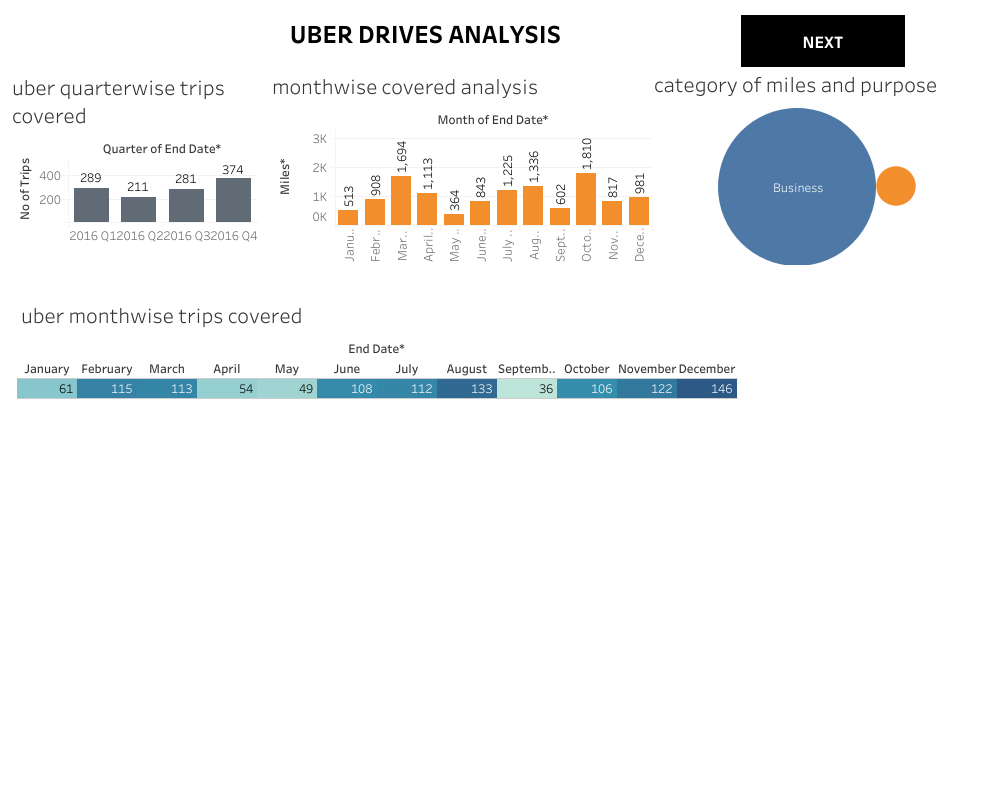 UBER DRIVES ANALYSIS
NEXT
uber quarterwise trips
covered
Quarter of End Date*
No of Trips
400
200
289
211
281
374
2016 Q1
2016 Q2
2016 Q3
2016 Q4
monthwise covered analysis
Month of End Date*
Miles*
3K
2K
1K
0K
513
908
1,694
1,113
364
843
1,225
1,336
602
1,810
817
981
Janu..
Febr..
Mar..
April..
May ..
June..
July ..
Aug..
Sept..
Octo..
Nov..
Dece..
category of miles and purpose
Business
uber monthwise trips covered
End Date*
January February March April May June July August Septemb.. October November December
61 115 113 54 49 108 112 133 36 106 122 146